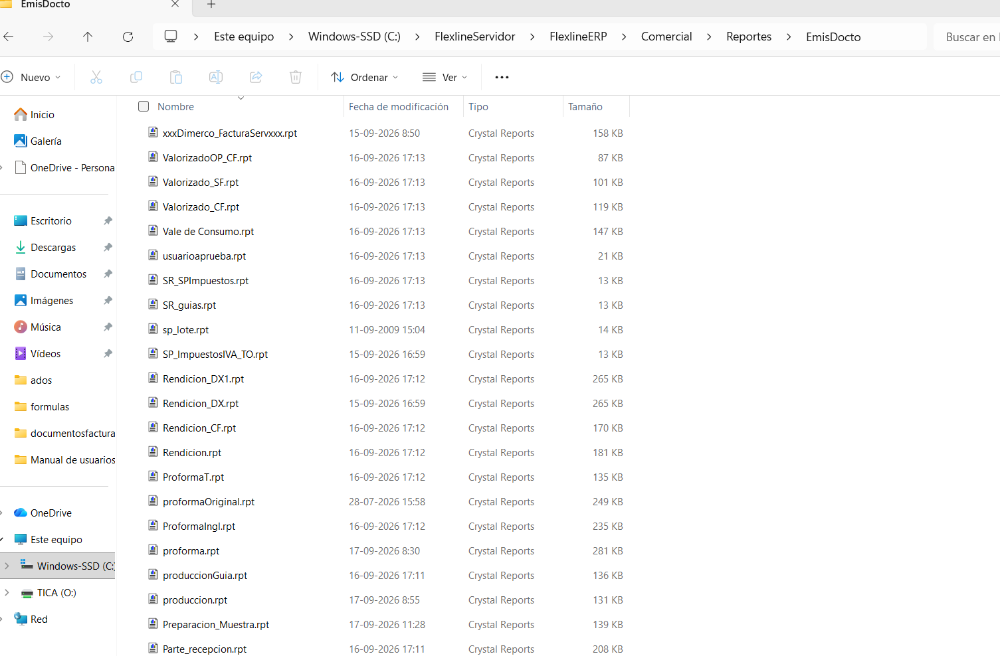 EmisDocto
Este equipo > Windows-SSD (C:) > FlexlineServidor > FlexlineERP > Comercial > Reportes > EmisDocto
Buscar en
Nuevo
Ordenar
Ver
Nombre Fecha de modificación Tipo Tamaño
Inicio
Galería
OneDrive - Persona
Escritorio
Descargas
Documentos
Imágenes
Música
Vídeos
ados
formulas
documentosfactura
Manual de usuarios
OneDrive
Este equipo
Windows-SSD (C:)
TICA (O:)
Red
xxxDimerco_FacturaServxxx.rpt 15-09-2026 8:50 Crystal Reports 158 KB
ValorizadoOP_CF.rpt 16-09-2026 17:13 Crystal Reports 87 KB
Valorizado_SF.rpt 16-09-2026 17:13 Crystal Reports 101 KB
Valorizado_CF.rpt 16-09-2026 17:13 Crystal Reports 119 KB
Vale de Consumo.rpt 16-09-2026 17:13 Crystal Reports 147 KB
usuarioaprueba.rpt 16-09-2026 17:13 Crystal Reports 21 KB
SR_SPImpuestos.rpt 16-09-2026 17:13 Crystal Reports 13 KB
SR_guias.rpt 16-09-2026 17:13 Crystal Reports 13 KB
sp_lote.rpt 11-09-2009 15:04 Crystal Reports 14 KB
SP_ImpuestosIVA_TO.rpt 15-09-2026 16:59 Crystal Reports 13 KB
Rendicion_DX1.rpt 16-09-2026 17:12 Crystal Reports 265 KB
Rendicion_DX.rpt 15-09-2026 16:59 Crystal Reports 265 KB
Rendicion_CF.rpt 16-09-2026 17:12 Crystal Reports 170 KB
Rendicion.rpt 16-09-2026 17:12 Crystal Reports 181 KB
ProformaT.rpt 16-09-2026 17:12 Crystal Reports 135 KB
proformaOriginal.rpt 28-07-2026 15:58 Crystal Reports 249 KB
ProformaIngl.rpt 16-09-2026 17:12 Crystal Reports 235 KB
proforma.rpt 17-09-2026 8:30 Crystal Reports 281 KB
produccionGuia.rpt 16-09-2026 17:11 Crystal Reports 136 KB
produccion.rpt 17-09-2026 8:55 Crystal Reports 131 KB
Preparacion_Muestra.rpt 17-09-2026 11:28 Crystal Reports 139 KB
Parte_recepcion.rpt 16-09-2026 17:11 Crystal Reports 208 KB